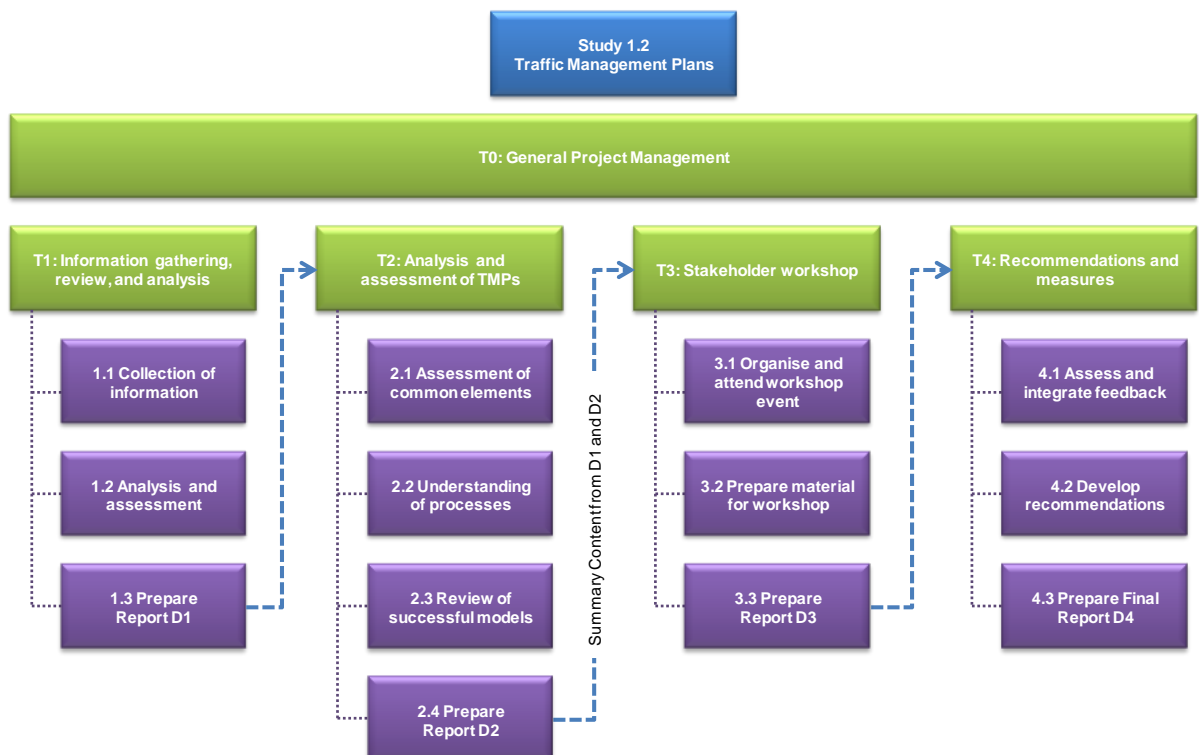 Study 1.2
Traffic Management Plans
T0: General Project Management
T1: Information gathering,
review, and analysis
1.1 Collection of
information
1.2 Analysis and
assessment
1.3 Prepare
Report D1
T2: Analysis and
assessment of TMPs
2.1 Assessment of
common elements
2.2 Understanding
of processes
2.3 Review of
successful models
2.4 Prepare
Report D2
Summary Content from D1 and D2
T3: Stakeholder workshop
3.1 Organise and
attend workshop
event
3.2 Prepare material
for workshop
3.3 Prepare
Report D3
T4: Recommendations and
measures
4.1 Assess and
integrate feedback
4.2 Develop
recommendations
4.3 Prepare Final
Report D4